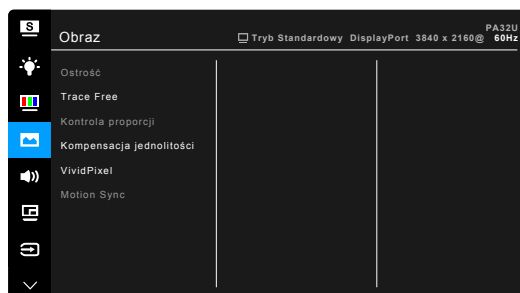 S
PA32U
Obraz
Tryb Standardowy DisplayPort 3840 x 2160@ 60Hz
Ostrość
Trace Free
Kontrola proporcji
Kompensacja jednolitości
VividPixel
Motion Sync